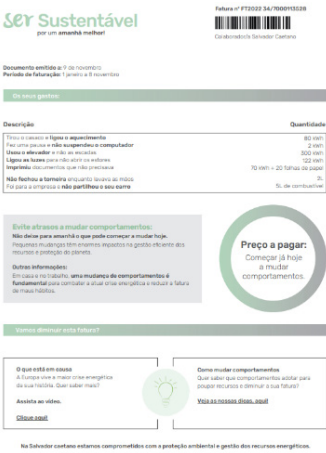 ser Sustentável
por um amanhã melhor!
Fatura nº FT2022 34/7000113528
Colaborador/a Salvador Caetano
Documento emitido a: 9 de novembro
Período de faturação: 1 janeiro a 8 novembro
Os seus gastos:
Descrição Quantidade
Tirou o casaco e ligou o aquecimento 80 kWh
Fez uma pausa e não suspendeu o computador 2 kWh
Usou o elevador e não as escadas 300 kWh
Ligou as luzes para não abrir os estores 122 kWh
Imprimiu documentos que não precisava 70 kWh + 20 folhas de papel
Não fechou a torneira enquanto lavava as mãos 3L
Foi para a empresa e não partilhou o seu carro 5L de combustível
Evite atrasos a mudar comportamentos:
Não deixe para amanhã o que pode começar a mudar hoje.
Pequenas mudanças têm enormes impactos na gestão eficiente dos
recursos e proteção do planeta.
Outras informações:
Em casa e no trabalho, uma mudança de comportamentos é
fundamental para combater a atual crise energética e reduzir a fatura
de maus hábitos.
Preço a pagar:
Começar já hoje
a mudar
comportamentos.
Vamos diminuir esta fatura?
O que está em causa
A Europa vive a maior crise energética
da sua história. Quer saber mais?
Assista ao vídeo.
Clique aqui!
Como mudar comportamentos
Quer saber que comportamentos adotar para
poupar recursos e diminuir a sua fatura?
Veja as nossas dicas, aqui!
Na Salvador caetano estamos comprometidos com a proteção ambiental e gestão dos recursos energéticos.